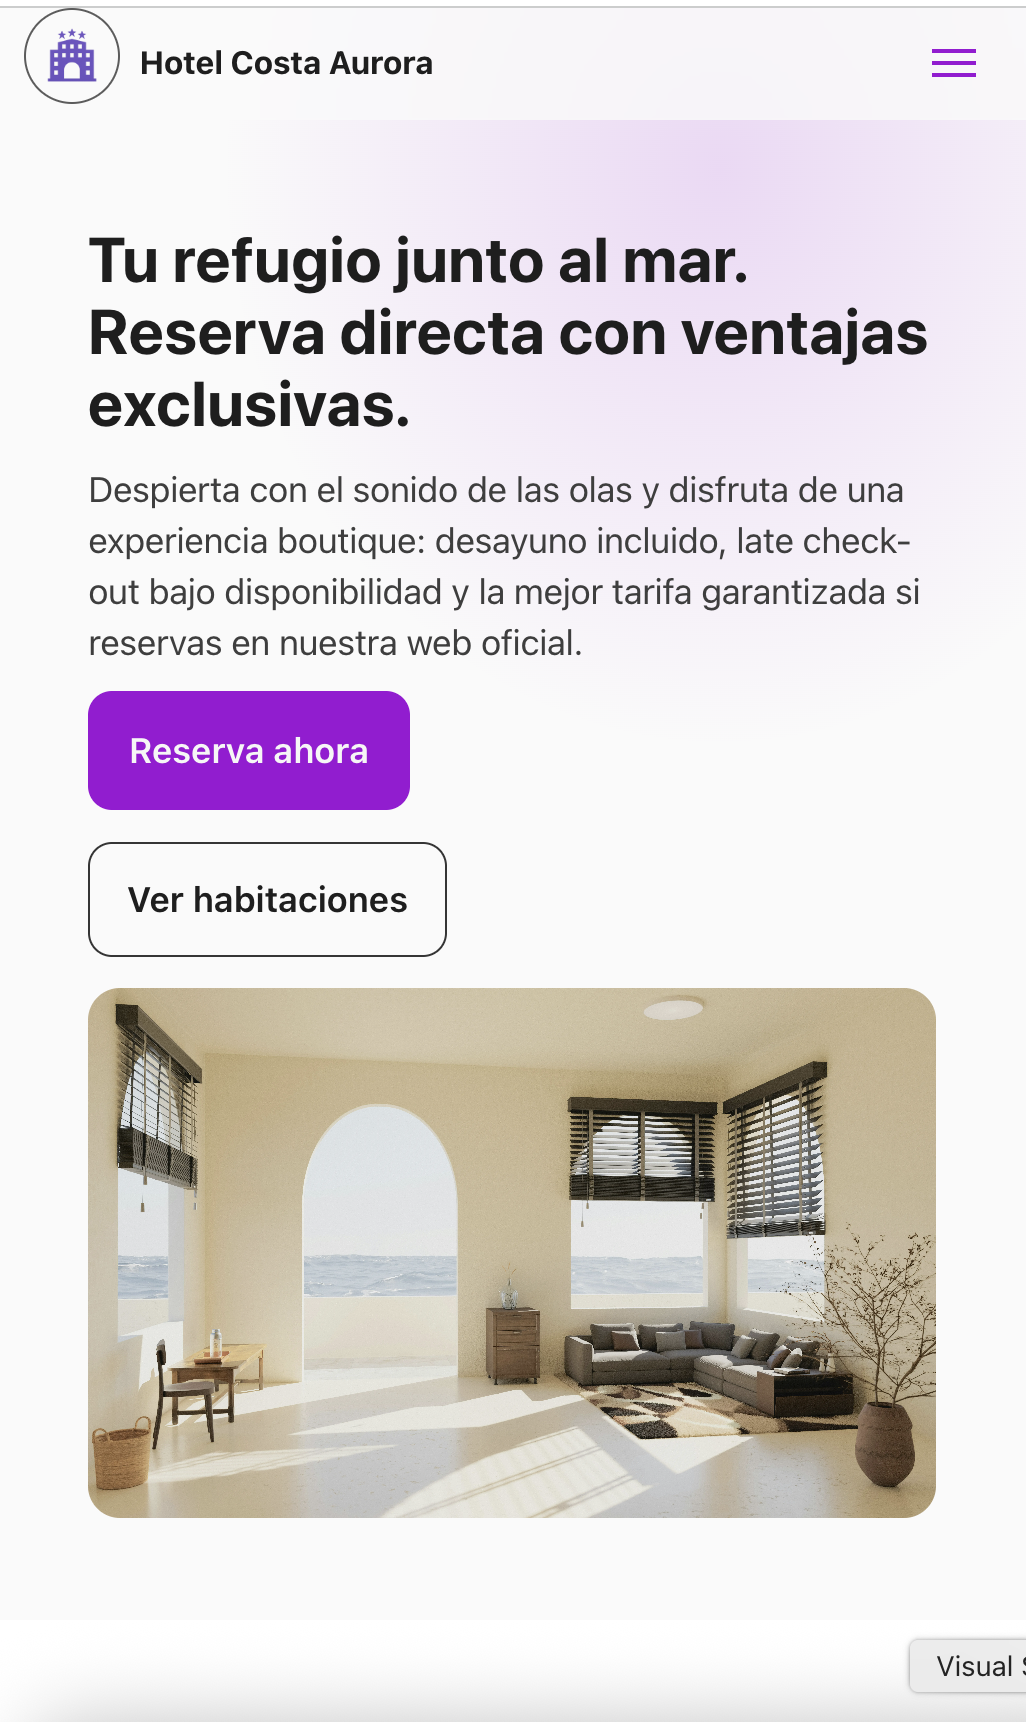 Hotel Costa Aurora
Tu refugio junto al mar.
Reserva directa con ventajas
exclusivas.
Despierta con el sonido de las olas y disfruta de una
experiencia boutique: desayuno incluido, late check-
out bajo disponibilidad y la mejor tarifa garantizada si
reservas en nuestra web oficial.
Reserva ahora
Ver habitaciones
Visual